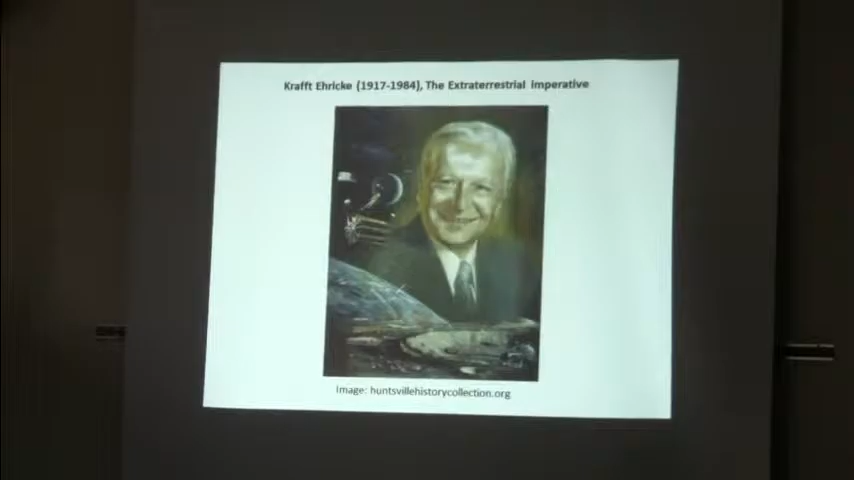 Krafft Ehricke (1917-1984), The Extraterrestrial Imperative
Image: huntsvillehistorycollection.org